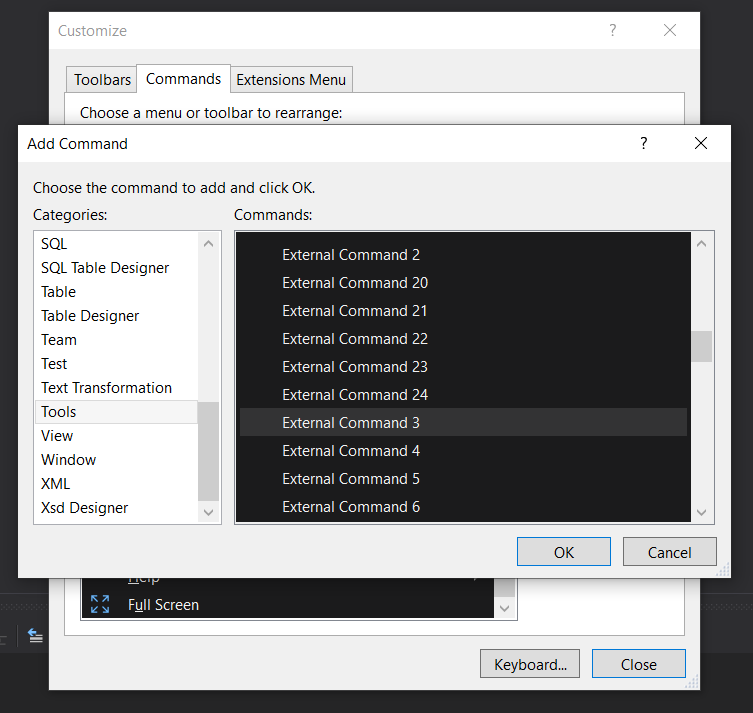 Customize
?
Toolbars Commands Extensions Menu
Choose a menu or toolbar to rearrange:
Add Command
?
Choose the command to add and click OK.
Categories:
SQL
SQL Table Designer
Table
Table Designer
Team
Test
Text Transformation
Tools
View
Window
XML
Xsd Designer
Commands:
External Command 2
External Command 20
External Command 21
External Command 22
External Command 23
External Command 24
External Command 3
External Command 4
External Command 5
External Command 6
OK Cancel
Help
Full Screen
Keyboard... Close